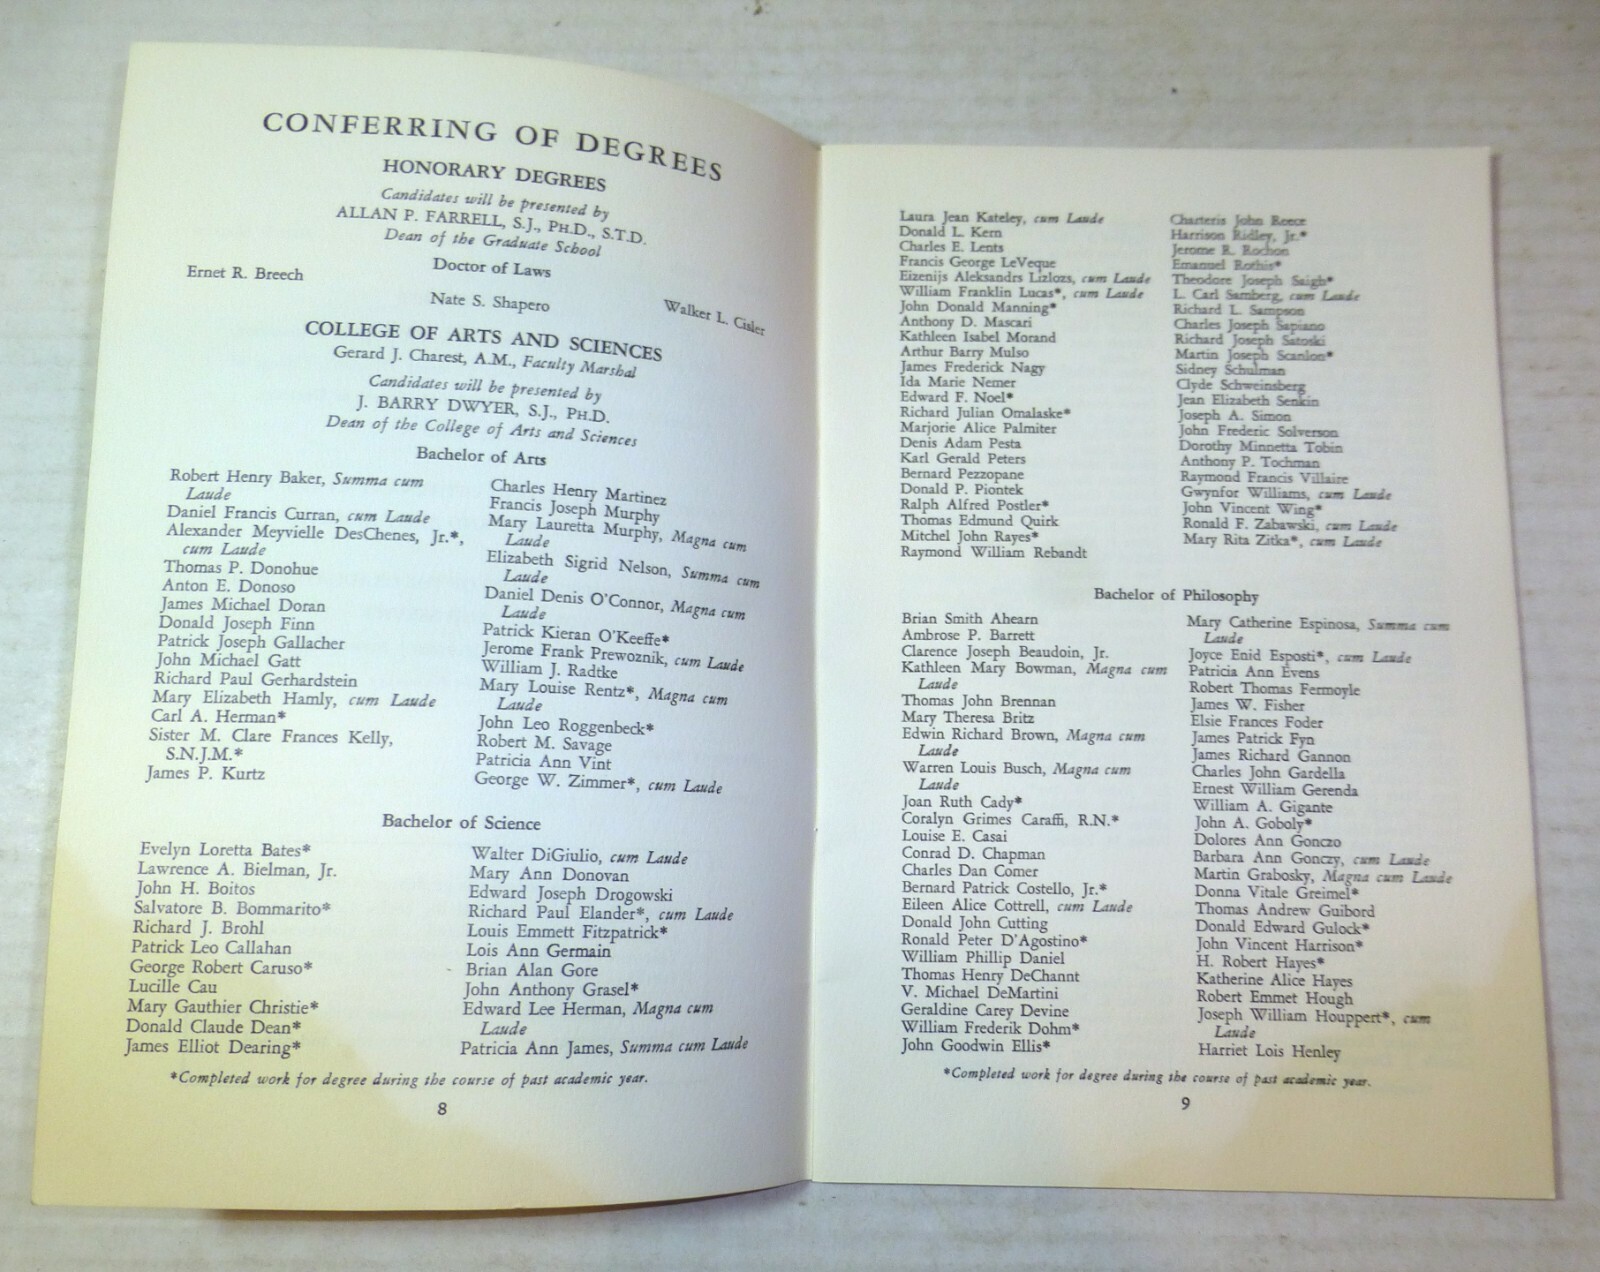 CONFERRING OF DEGREES
HONORARY DEGREES
Candidates will be presented by
ALLAN P. FARRELL, S.J., PH.D., S.T.D.
Dean of the Graduate School
Doctor of Laws
Ernet R. Breech
Nate S. Shapero
Walker L. Cisler
COLLEGE OF ARTS AND SCIENCES
Gerard J. Charest, A.M., Faculty Marshal
Candidates will be presented by
J. BARRY DWYER, S.J., PH.D.
Dean of the College of Arts and Sciences
Bachelor of Arts
Robert Henry Baker, Summa cum
Laude
Daniel Francis Curran, cum Laude
Alexander Meyvielle DesChenes, Jr.*,
cum Laude
Thomas P. Donohue
Anton E. Donoso
James Michael Doran
Donald Joseph Finn
Patrick Joseph Gallacher
John Michael Gatt
Richard Paul Gerhardstein
Mary Elizabeth Hamly, cum Laude
Carl A. Herman*
Sister M. Clare Frances Kelly,
S.N.J.M.*
James P. Kurtz
Charles Henry Martinez
Francis Joseph Murphy
Mary Lauretta Murphy, Magna cum
Laude
Elizabeth Sigrid Nelson, Summa cum
Laude
Daniel Denis O'Connor, Magna cum
Laude
Patrick Kieran O'Keeffe*
Jerome Frank Prewoznik, cum Laude
William J. Radtke
Mary Louise Rentz*, Magna cum
Laude
John Leo Roggenbeck*
Robert M. Savage
Patricia Ann Vint
George W. Zimmer*, cum Laude
Bachelor of Science
Evelyn Loretta Bates*
Lawrence A. Bielman, Jr.
John H. Boitos
Salvatore B. Bommarito*
Richard J. Brohl
Patrick Leo Callahan
George Robert Caruso*
Lucille Cau
Mary Gauthier Christie*
Donald Claude Dean*
James Elliot Dearing*
Walter DiGiulio, cum Laude
Mary Ann Donovan
Edward Joseph Drogowski
Richard Paul Elander*, cum Laude
Louis Emmett Fitzpatrick*
Lois Ann Germain
Brian Alan Gore
John Anthony Grasel*
Edward Lee Herman, Magna cum
Laude
Patricia Ann James, Summa cum Laude
*Completed work for degree during the course of past academic year.
8
Laura Jean Kateley, cum Laude
Donald L. Kern
Charles E. Lents
Francis George LeVeque
Eizenijs Aleksandrs Lizlozs, cum Laude
William Franklin Lucas*, cum Laude
John Donald Manning*
Anthony D. Mascari
Kathleen Isabel Morand
Arthur Barry Mulso
James Frederick Nagy
Ida Marie Nemer
Edward F. Noel*
Richard Julian Omalaske*
Marjorie Alice Palmiter
Denis Adam Pesta
Karl Gerald Peters
Bernard Pezzopane
Donald P. Piontek
Ralph Alfred Postler*
Thomas Edmund Quirk
Mitchel John Rayes*
Raymond William Rebandt
Charteris John Reece
Harrison Ridley, Jr.*
Jerome R. Rochon
Emanuel Rothis*
Theodore Joseph Saigh*
L. Carl Samberg, cum Laude
Richard L. Sampson
Charles Joseph Sapiano
Richard Joseph Satoski
Martin Joseph Scanlon*
Sidney Schulman
Clyde Schweinsberg
Jean Elizabeth Senkin
Joseph A. Simon
John Frederic Solverson
Dorothy Minnetta Tobin
Anthony P. Tochman
Raymond Francis Villaire
Gwynfor Williams, cum Laude
John Vincent Wing*
Ronald F. Zabawski, cum Laude
Mary Rita Zitka*, cum Laude
Bachelor of Philosophy
Brian Smith Ahearn
Ambrose P. Barrett
Clarence Joseph Beaudoin, Jr.
Kathleen Mary Bowman, Magna cum
Laude
Thomas John Brennan
Mary Theresa Britz
Edwin Richard Brown, Magna cum
Laude
Warren Louis Busch, Magna cum
Laude
Joan Ruth Cady*
Coralyn Grimes Caraffi, R.N.*
Louise E. Casai
Conrad D. Chapman
Charles Dan Comer
Bernard Patrick Costello, Jr.*
Eileen Alice Cottrell, cum Laude
Donald John Cutting
Ronald Peter D'Agostino*
William Phillip Daniel
Thomas Henry DeChannt
V. Michael DeMartini
Geraldine Carey Devine
William Frederik Dohm*
John Goodwin Ellis*
Mary Catherine Espinosa, Summa cum
Laude
Joyce Enid Esposti*, cum Laude
Patricia Ann Evens
Robert Thomas Fermoyle
James W. Fisher
Elsie Frances Foder
James Patrick Fyn
James Richard Gannon
Charles John Gardella
Ernest William Gerenda
William A. Gigante
John A. Goboly*
Dolores Ann Gonczo
Barbara Ann Gonczy, cum Laude
Martin Grabosky, Magna cum Laude
Donna Vitale Greimel*
Thomas Andrew Guibord
Donald Edward Gulock*
John Vincent Harrison*
H. Robert Hayes*
Katherine Alice Hayes
Robert Emmet Hough
Joseph William Houppert*, cum
Laude
Harriet Lois Henley
*Completed work for degree during the course of past academic year.
9